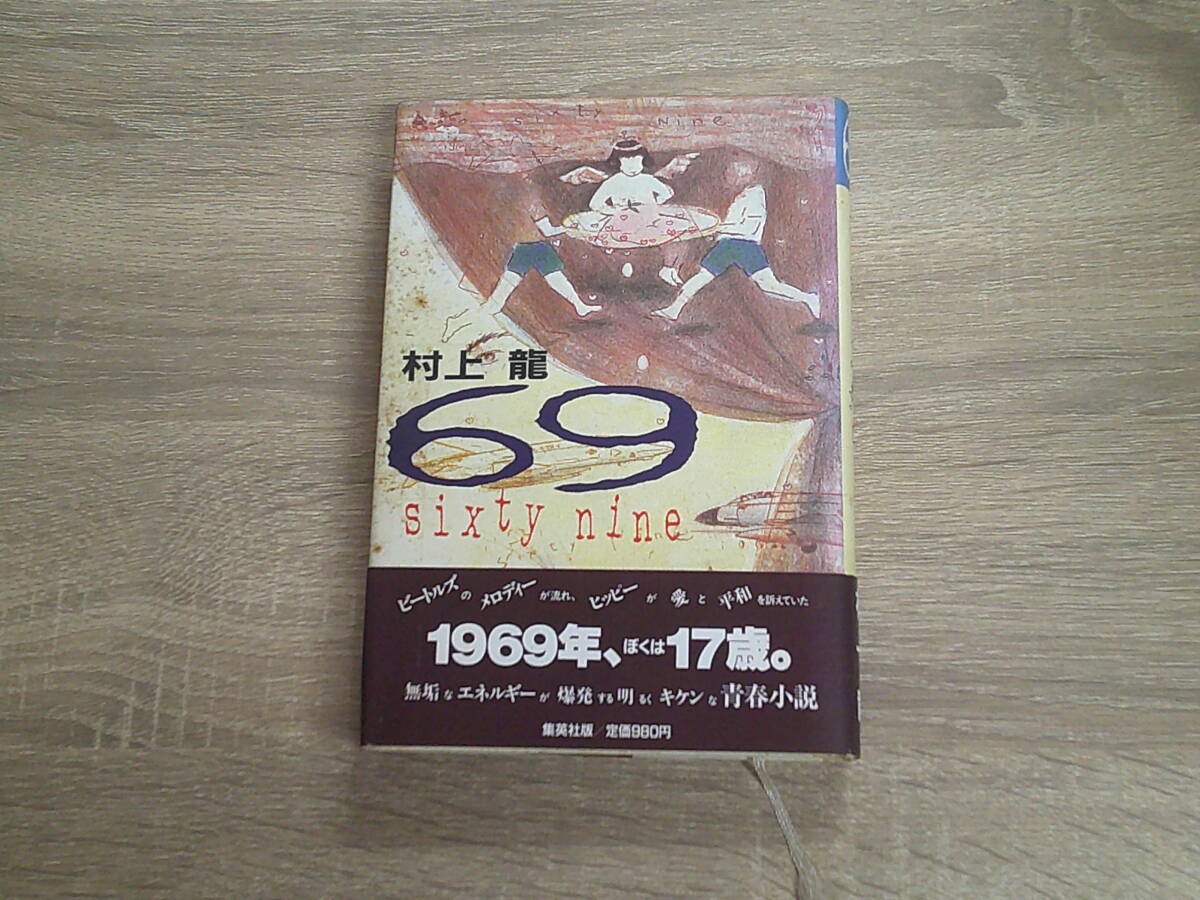 sixty Nine
村上 龍
69
sixty nine
ビートルズのメロディーが流れ、ヒッピーが愛と平和を訴えていた
1969年、ぼくは17歳。
無垢なエネルギーが爆発する明るくキケンな青春小説
集英社版／定価980円